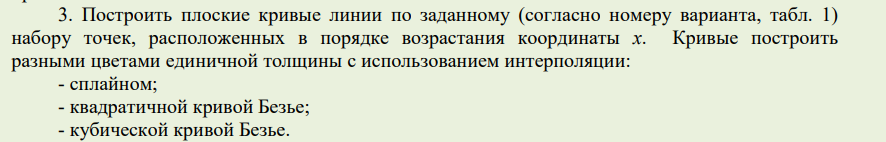 3. Построить плоские кривые линии по заданному (согласно номеру варианта, табл. 1)
набору точек, расположенных в порядке возрастания координаты x. Кривые построить
разными цветами единичной толщины с использованием интерполяции:
- сплайном;
- квадратичной кривой Безье;
- кубической кривой Безье.